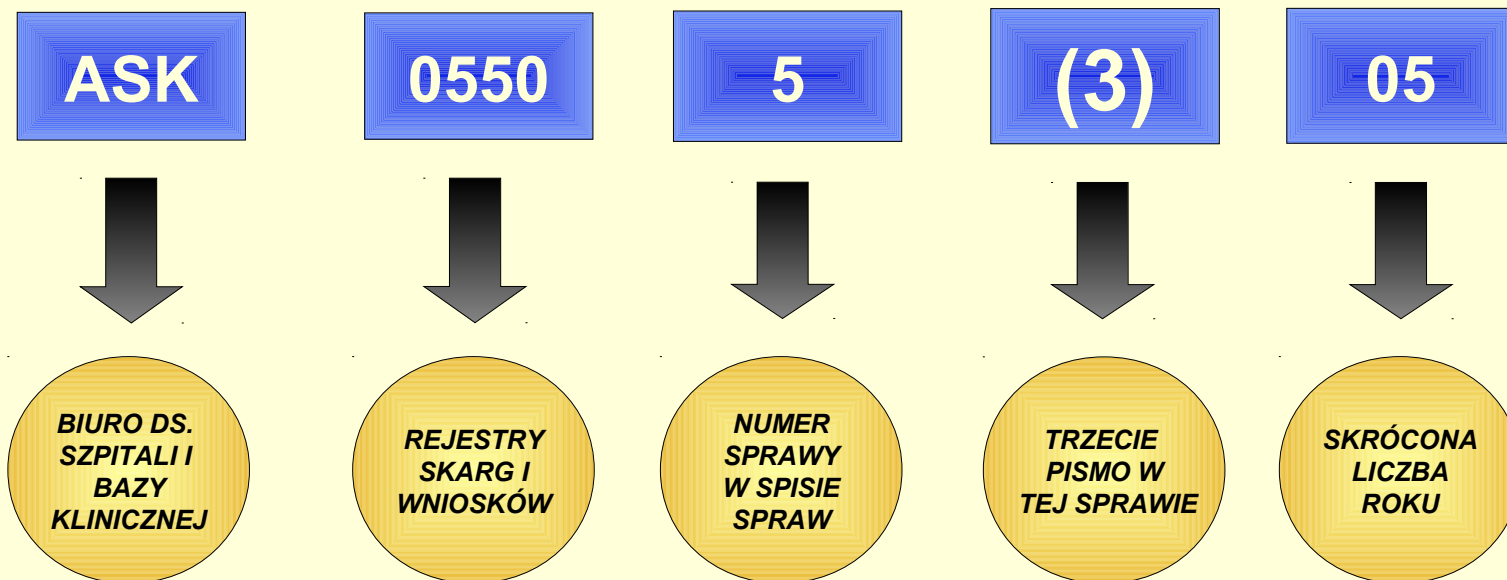 ASK
0550
5
(3)
05
BIURO DS.
SZPITALI I
BAZY
KLINICZNEJ
REJESTRY
SKARG I
WNIOSKÓW
NUMER
SPRAWY
W SPISIE
SPRAW
TRZECIE
PISMO W
TEJ SPRAWIE
SKRÓCONA
LICZBA
ROKU